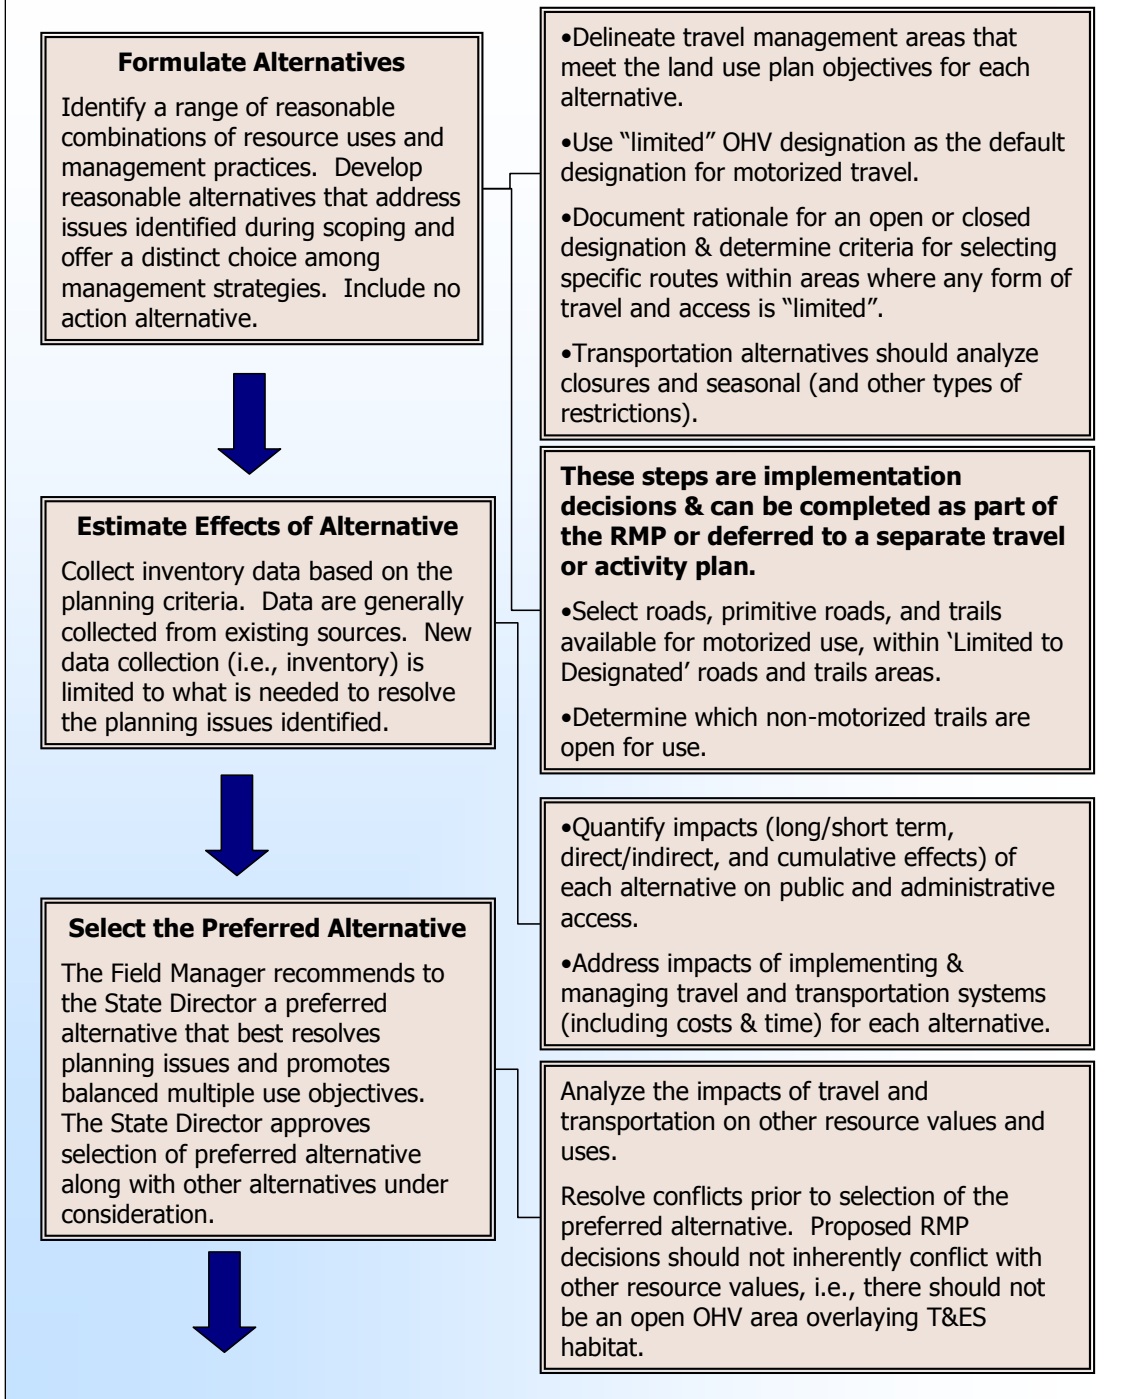 Formulate Alternatives
Identify a range of reasonable
combinations of resource uses and
management practices.  Develop
reasonable alternatives that address
issues identified during scoping and
offer a distinct choice among
management strategies.  Include no
action alternative.
•Delineate travel management areas that
meet the land use plan objectives for each
alternative.
•Use “limited” OHV designation as the default
designation for motorized travel.
•Document rationale for an open or closed
designation & determine criteria for selecting
specific routes within areas where any form of
travel and access is “limited”.
•Transportation alternatives should analyze
closures and seasonal (and other types of
restrictions).
These steps are implementation
decisions & can be completed as part of
the RMP or deferred to a separate travel
or activity plan.
•Select roads, primitive roads, and trails
available for motorized use, within ‘Limited to
Designated’ roads and trails areas.
•Determine which non-motorized trails are
open for use.
Estimate Effects of Alternative
Collect inventory data based on the
planning criteria.  Data are generally
collected from existing sources.  New
data collection (i.e., inventory) is
limited to what is needed to resolve
the planning issues identified.
•Quantify impacts (long/short term,
direct/indirect, and cumulative effects) of
each alternative on public and administrative
access.
•Address impacts of implementing &
managing travel and transportation systems
(including costs & time) for each alternative.
Select the Preferred Alternative
The Field Manager recommends to
the State Director a preferred
alternative that best resolves
planning issues and promotes
balanced multiple use objectives.
The State Director approves
selection of preferred alternative
along with other alternatives under
consideration.
Analyze the impacts of travel and
transportation on other resource values and
uses.
Resolve conflicts prior to selection of the
preferred alternative.  Proposed RMP
decisions should not inherently conflict with
other resource values, i.e., there should not
be an open OHV area overlaying T&ES
habitat.